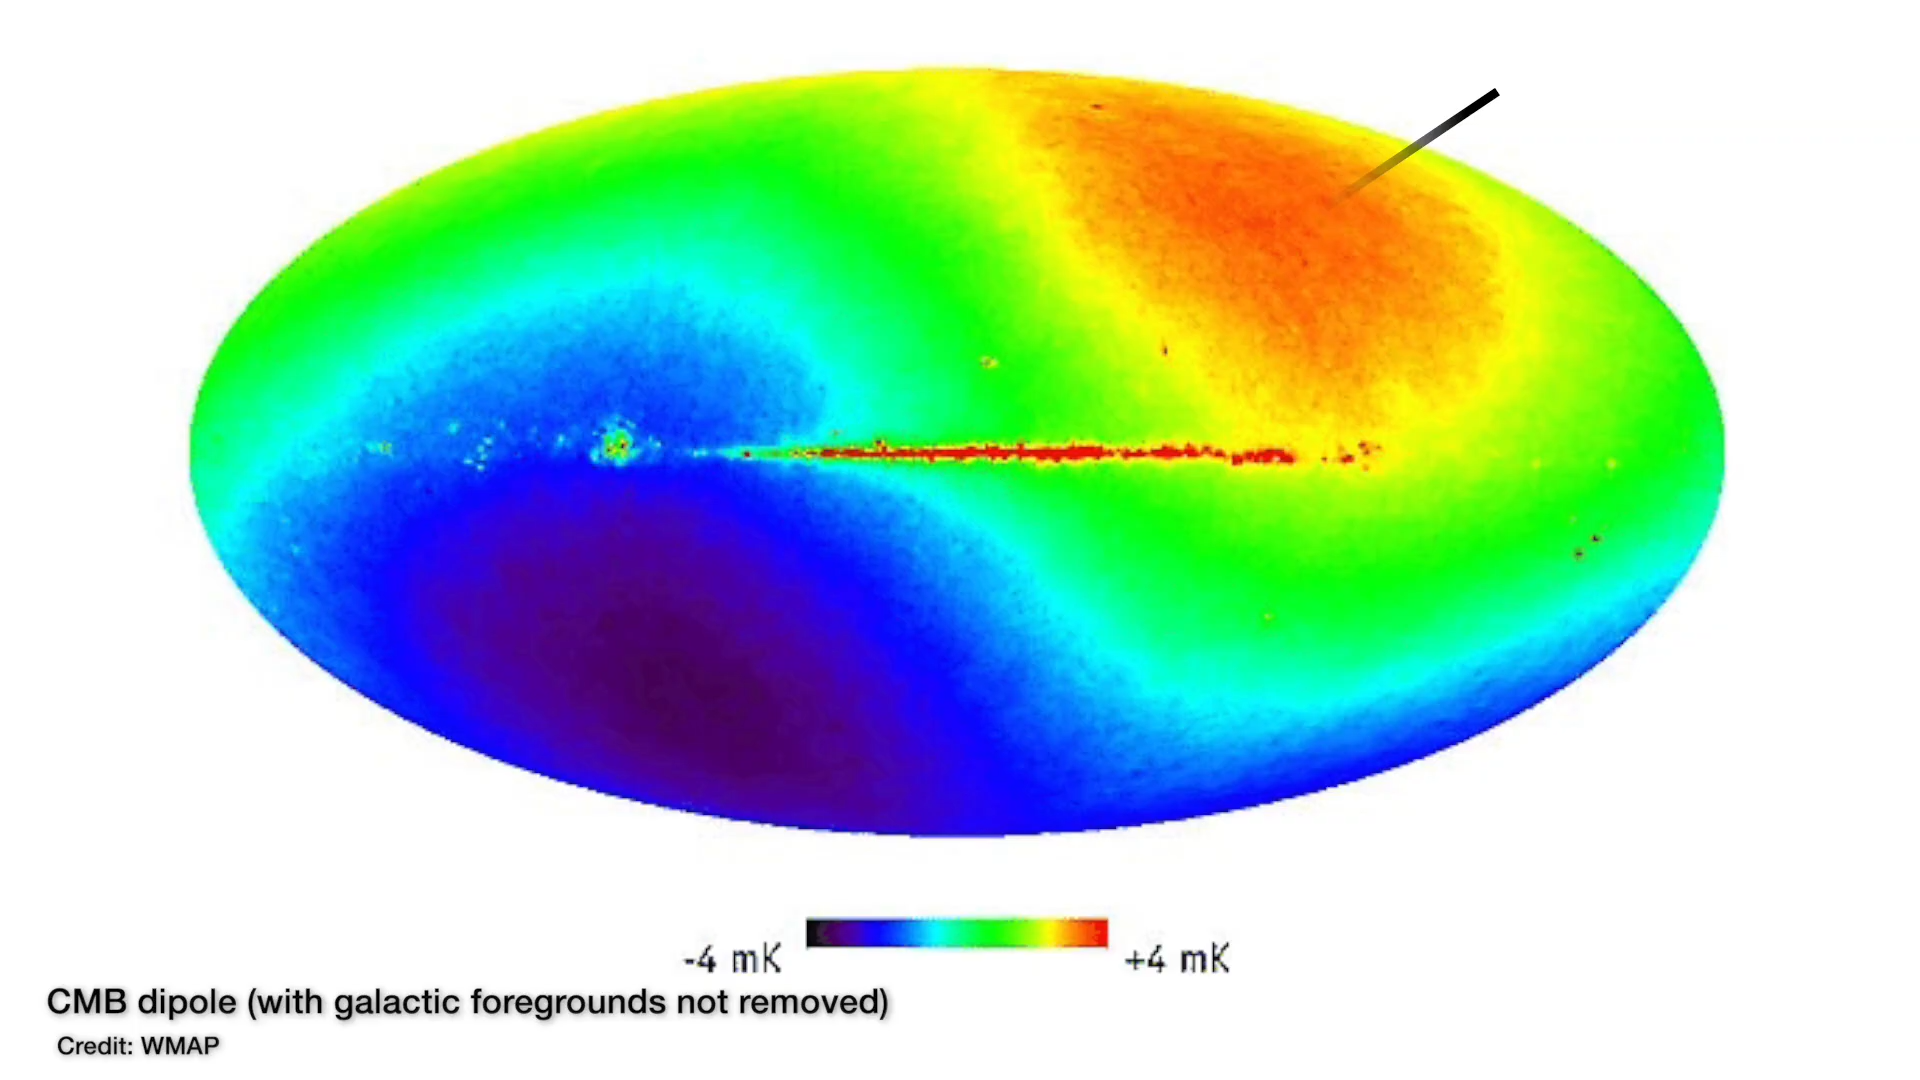 -4 mK
+4 mK
CMB dipole (with galactic foregrounds not removed)
Credit: WMAP